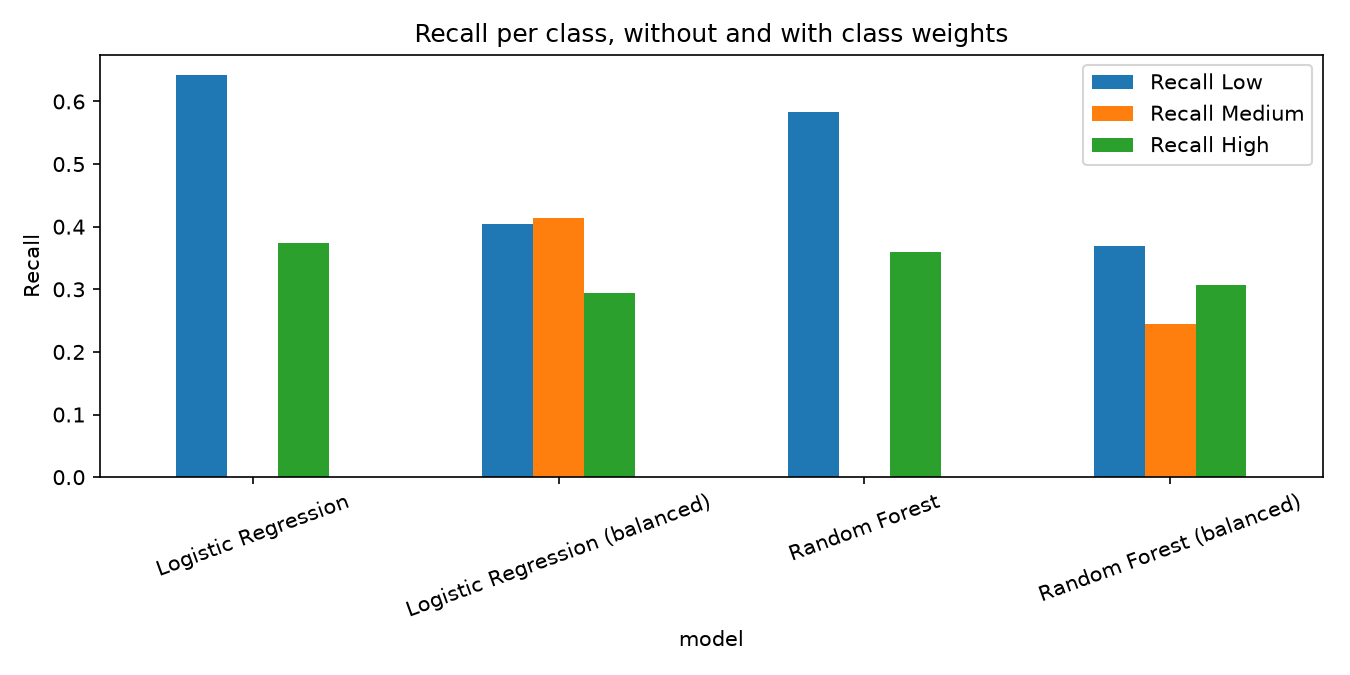 Recall per class, without and with class weights
Recall Low
Recall Medium
Recall High
Recall
0.6
0.5
0.4
0.3
0.2
0.1
0.0
Logistic Regression
Logistic Regression (balanced)
Random Forest
Random Forest (balanced)
model